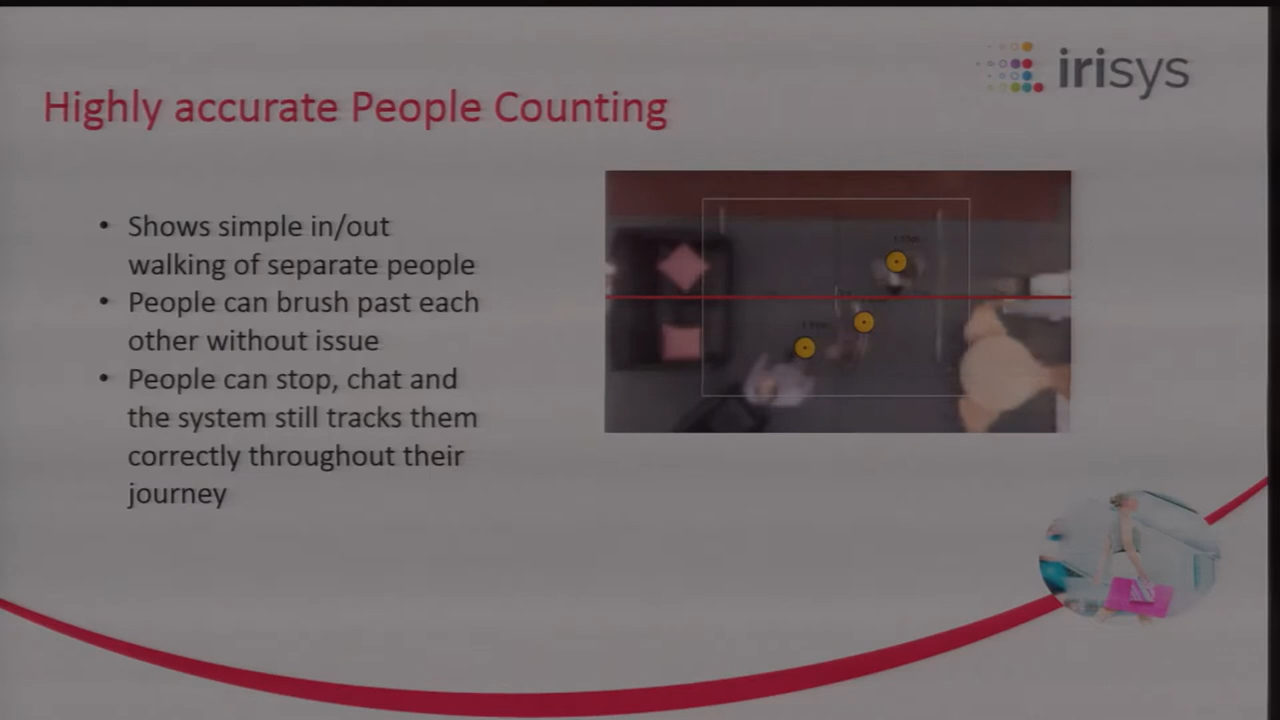 irisys
Highly accurate People Counting
• Shows simple in/out
walking of separate people
• People can brush past each
other without issue
• People can stop, chat and
the system still tracks them
correctly throughout their
journey